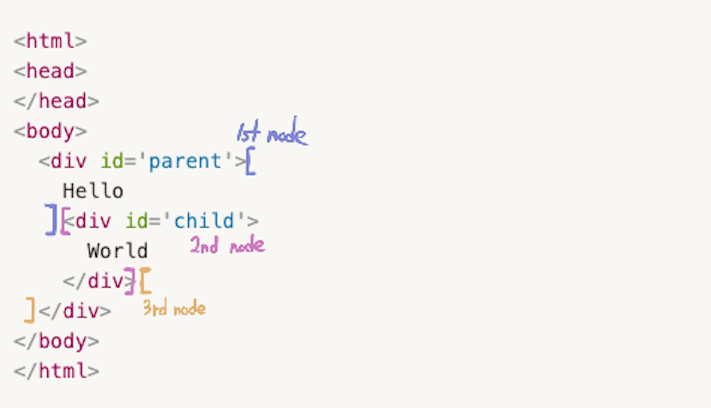 <html>
<head>
</head>
<body>
1st node
<div id='parent'>[
Hello
][<div id='child'>
World 2nd node
</div>][
]</div> 3rd node
</body>
</html>